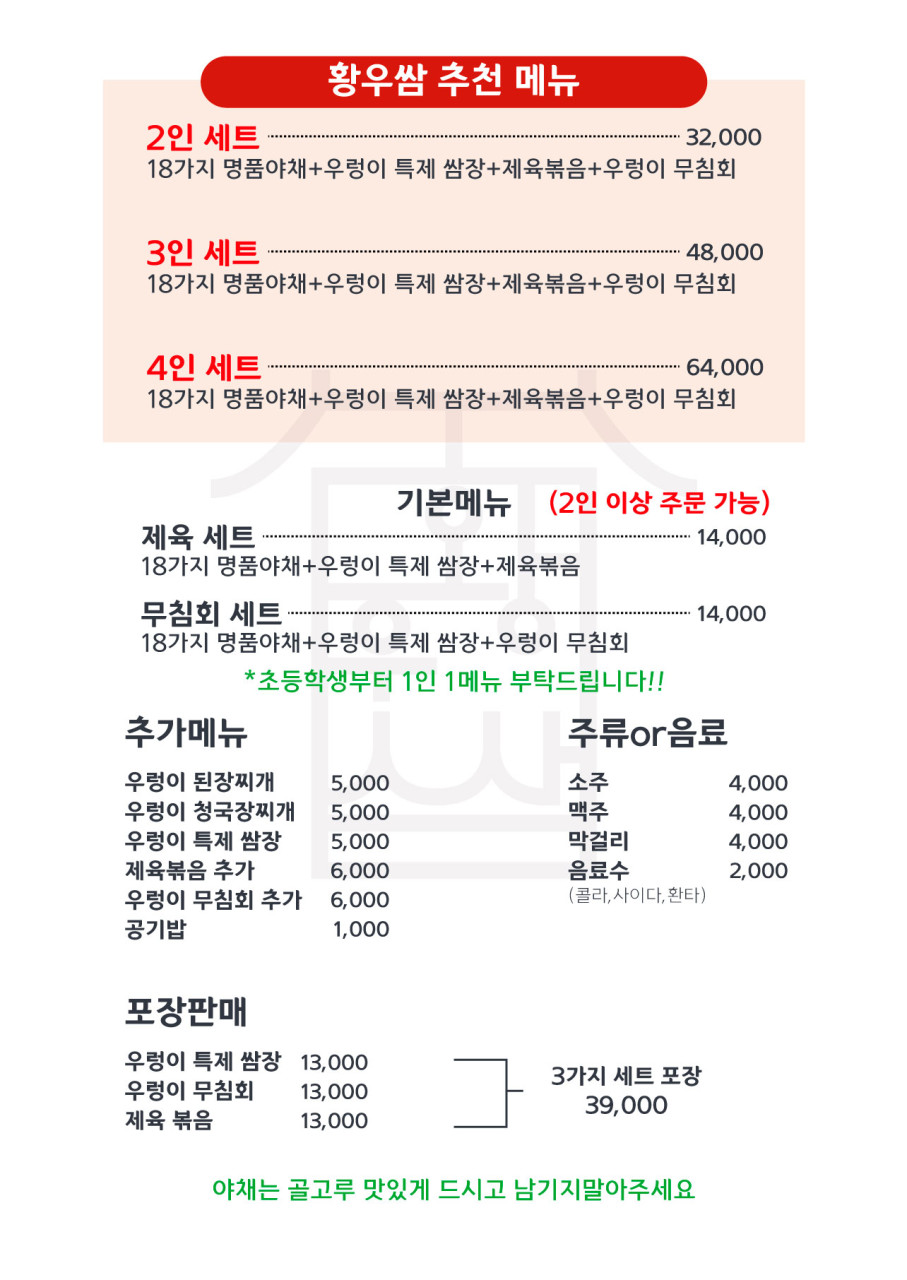 황우쌈 추천 메뉴
2인 세트 32,000
18가지 명품야채+우렁이 특제 쌈장+제육볶음+우렁이 무침회
3인 세트 48,000
18가지 명품야채+우렁이 특제 쌈장+제육볶음+우렁이 무침회
4인 세트 64,000
18가지 명품야채+우렁이 특제 쌈장+제육볶음+우렁이 무침회
기본메뉴 (2인 이상 주문 가능)
제육 세트 14,000
18가지 명품야채+우렁이 특제 쌈장+제육볶음
무침회 세트 14,000
18가지 명품야채+우렁이 특제 쌈장+우렁이 무침회
*초등학생부터 1인 1메뉴 부탁드립니다!!
추가메뉴
우렁이 된장찌개 5,000
우렁이 청국장찌개 5,000
우렁이 특제 쌈장 5,000
제육볶음 추가 6,000
우렁이 무침회 추가 6,000
공기밥 1,000
주류or음료
소주 4,000
맥주 4,000
막걸리 4,000
음료수 2,000
(콜라,사이다,환타)
포장판매
우렁이 특제 쌈장 13,000
우렁이 무침회 13,000
제육 볶음 13,000
3가지 세트 포장
39,000
야채는 골고루 맛있게 드시고 남기지말아주세요